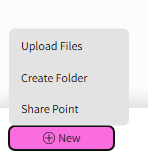 Upload Files
Create Folder
Share Point
New